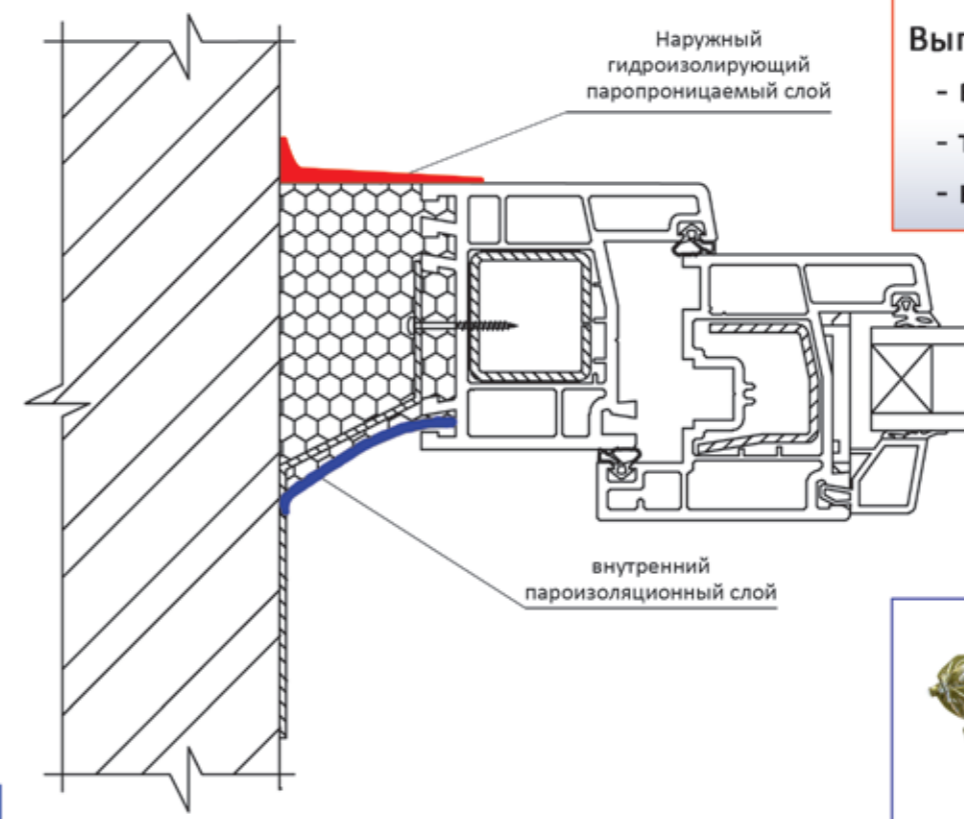 Наружный
гидроизолирующий
паропроницаемый слой
внутренний
пароизоляционный слой